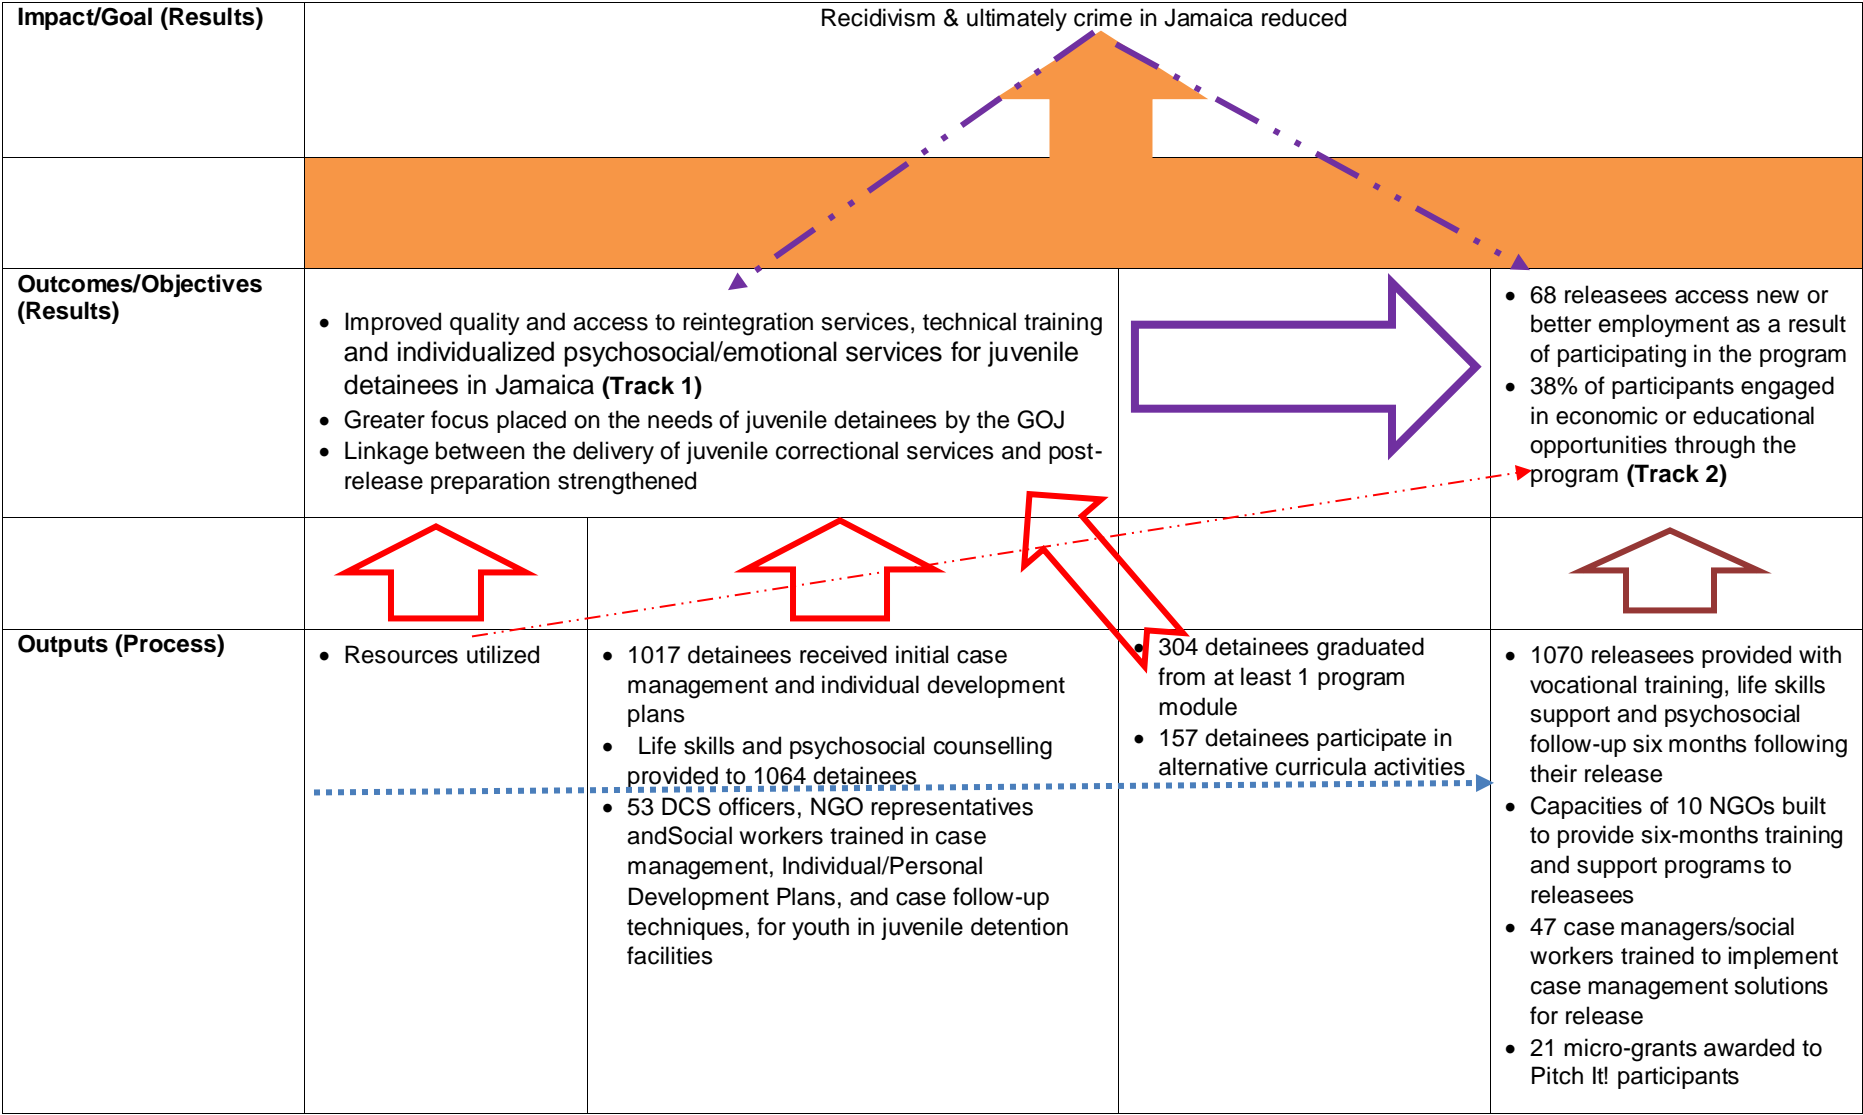 Impact/Goal (Results)
Recidivism & ultimately crime in Jamaica reduced
Outcomes/Objectives
(Results)
• Improved quality and access to reintegration services, technical training
and individualized psychosocial/emotional services for juvenile
detainees in Jamaica (Track 1)
• Greater focus placed on the needs of juvenile detainees by the GOJ
• Linkage between the delivery of juvenile correctional services and post-
release preparation strengthened
• 68 releasees access new or
better employment as a result
of participating in the program
• 38% of participants engaged
in economic or educational
opportunities through the
program (Track 2)
Outputs (Process)
• Resources utilized
• 1017 detainees received initial case
management and individual development
plans
• Life skills and psychosocial counselling
provided to 1064 detainees
• 53 DCS officers, NGO representatives
andSocial workers trained in case
management, Individual/Personal
Development Plans, and case follow-up
techniques, for youth in juvenile detention
facilities
• 304 detainees graduated
from at least 1 program
module
• 157 detainees participate in
alternative curricula activities
• 1070 releasees provided with
vocational training, life skills
support and psychosocial
follow-up six months following
their release
• Capacities of 10 NGOs built
to provide six-months training
and support programs to
releasees
• 47 case managers/social
workers trained to implement
case management solutions
for release
• 21 micro-grants awarded to
Pitch It! participants